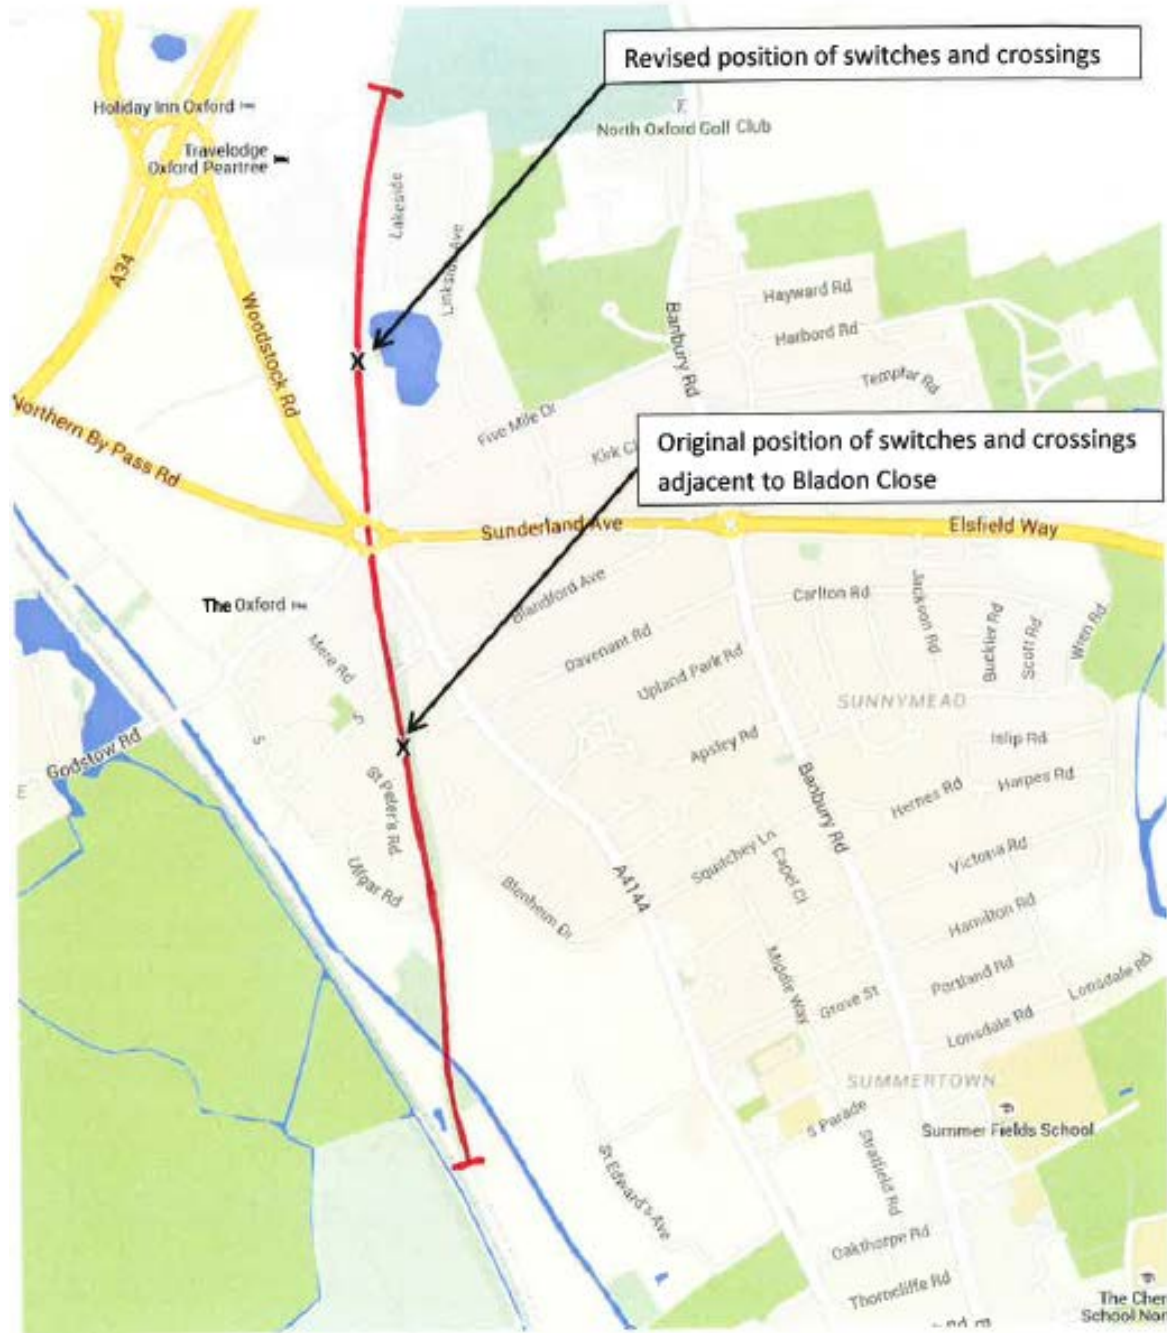 Revised position of switches and crossings
Holiday Inn Oxford
North Oxford Golf Club
Travelodge
Oxford Peartree
Lakeside
Linkside Ave
A34
Woodstock Rd
Hayward Rd
Banbury Rd
Harbord Rd
Templar Rd
Northern By Pass Rd
Five Mile Dr
Original position of switches and crossings
adjacent to Bladon Close
Sunderland Ave
Elsfield Way
The Oxford
Blandford Ave
Carlton Rd
Jackson Rd
Buckler Rd
Scott Rd
Wren Rd
Mere Rd
Davenant Rd
Upland Park Rd
SUNNYMEAD
Godstow Rd
Apsley Rd
Islip Rd
St Peter's Rd
Banbury Rd
Hernes Rd
Harpes Rd
Ulfgar Rd
Blenheim Dr
A4144
Squitchey Ln
Capel Cl
Victoria Rd
Hamilton Rd
Middle Way
Grove St
Portland Rd
Lonsdale Rd
Lonsdale Rd
SUMMERTOWN
S Parade
Summer Fields School
St Edward's Ave
Stratfield Rd
Oakthorpe Rd
Thorncliffe Rd
The Cher
School Nor